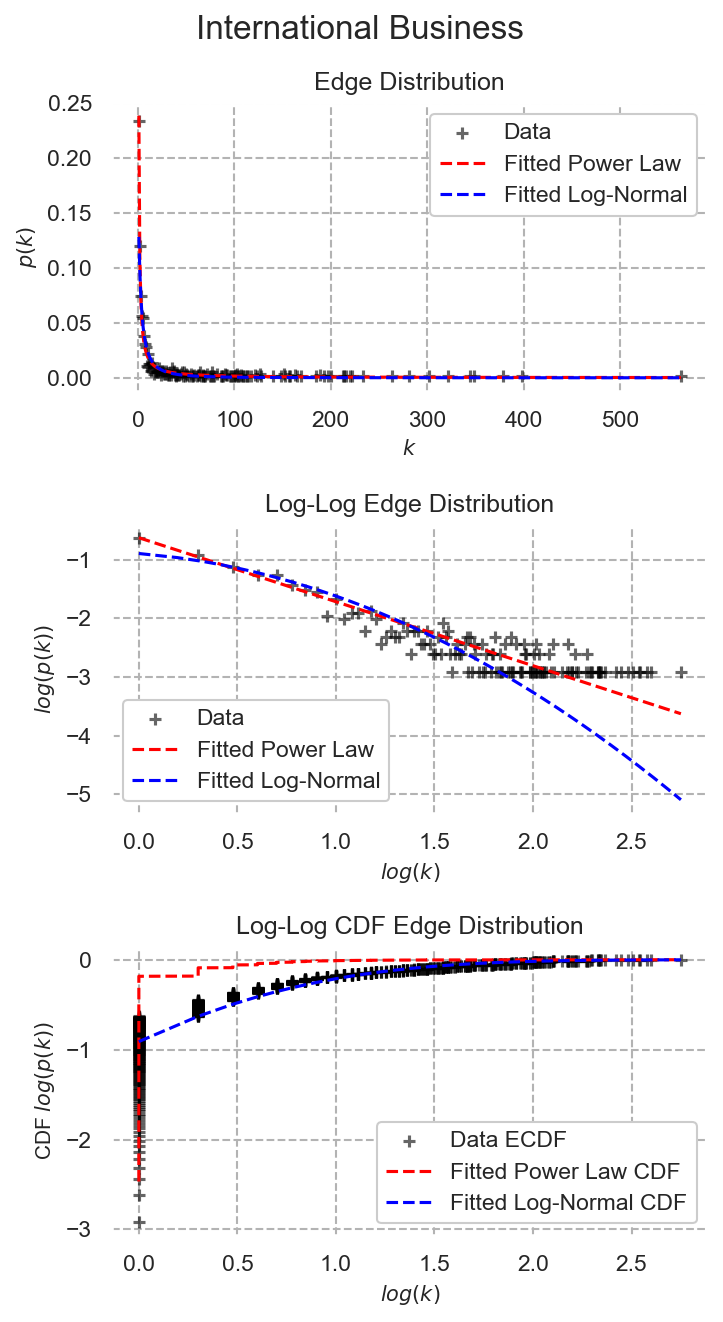 International Business
Edge Distribution
0.25
0.20
0.15
0.10
0.05
0.00
p(k)
Data
Fitted Power Law
Fitted Log-Normal
0 100 200 300 400 500
k
Log-Log Edge Distribution
−1
−2
−3
−4
−5
log(p(k))
Data
Fitted Power Law
Fitted Log-Normal
0.0 0.5 1.0 1.5 2.0 2.5
log(k)
Log-Log CDF Edge Distribution
0
−1
−2
−3
CDF log(p(k))
Data ECDF
Fitted Power Law CDF
Fitted Log-Normal CDF
0.0 0.5 1.0 1.5 2.0 2.5
log(k)